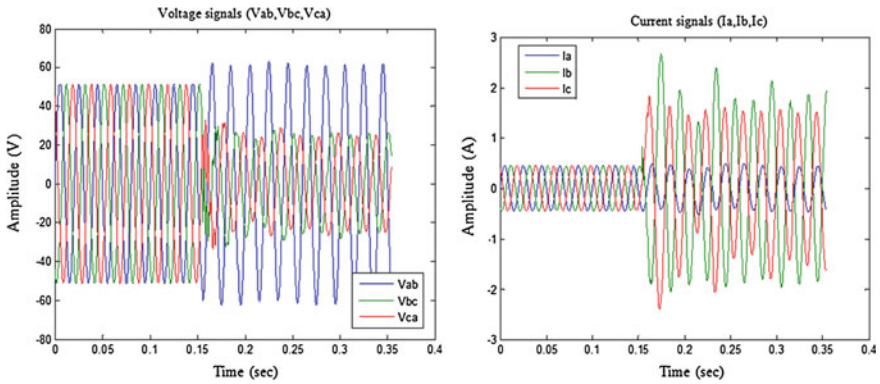 Voltage signals (Vab,Vbc,Vca)
Amplitude (V)
80
60
40
20
0
-20
-40
-60
-80
Vab
Vbc
Vca
0 0.05 0.1 0.15 0.2 0.25 0.3 0.35 0.4
Time (sec)
Current signals (Ia,Ib,Ic)
Amplitude (A)
3
2
1
0
-1
-2
-3
Ia
Ib
Ic
0 0.05 0.1 0.15 0.2 0.25 0.3 0.35 0.4
Time (sec)